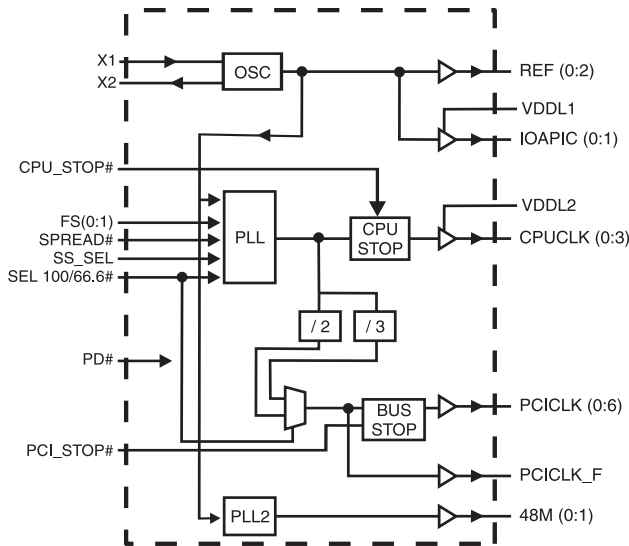 X1
X2
OSC
REF (0:2)
VDDL1
IOAPIC (0:1)
CPU_STOP#
VDDL2
FS(0:1)
SPREAD#
SS_SEL
SEL 100/66.6#
PLL
CPU
STOP
CPUCLK (0:3)
/ 2
/ 3
PD#
BUS
STOP
PCICLK (0:6)
PCI_STOP#
PCICLK_F
PLL2
48M (0:1)